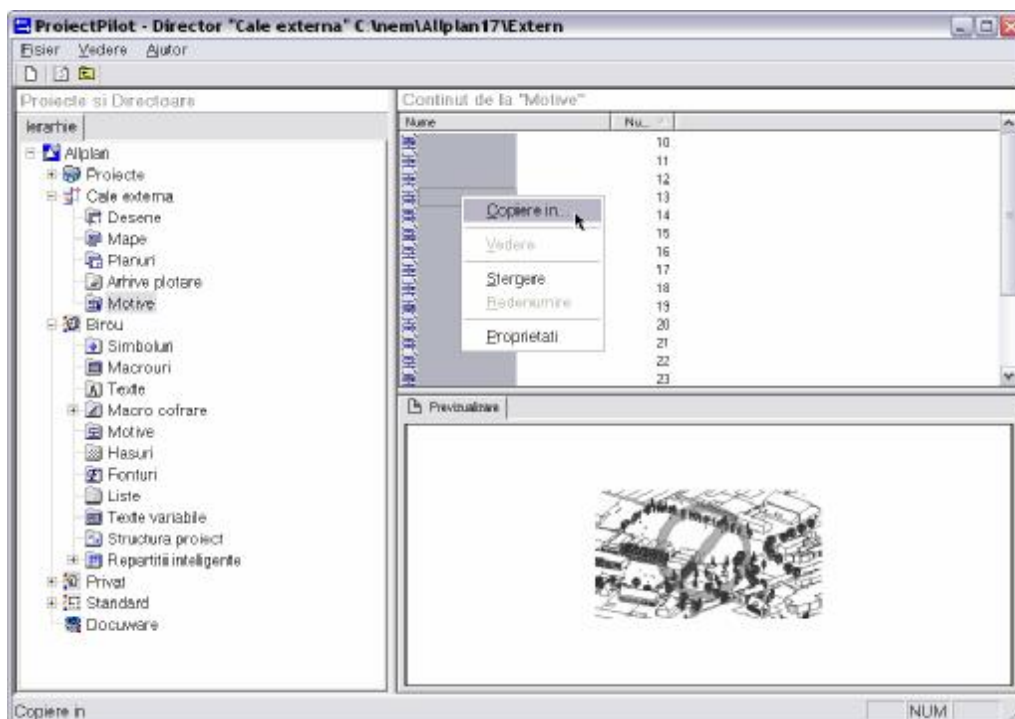 ProiectPilot - Director "Cale externa" C:\nem\Allplan17\Extern
Fisier Vedere Ajutor
Proiecte si Directoare
Ierarhie
Allplan
Proiecte
Cale externa
Desene
Mape
Planuri
Arhive plotare
Motive
Birou
Simboluri
Macrouri
Texte
Macro cofrare
Motive
Hasuri
Fonturi
Liste
Texte variabile
Structura proiect
Repartitii inteligente
Privat
Standard
Docuware
Continut de la "Motive"
Nume Nu...
10
11
12
13
14
15
16
17
18
19
20
21
22
23
Copiere in...
Vedere
Stergere
Redenumire
Proprietati
Previzualizare
Copiere in
NUM